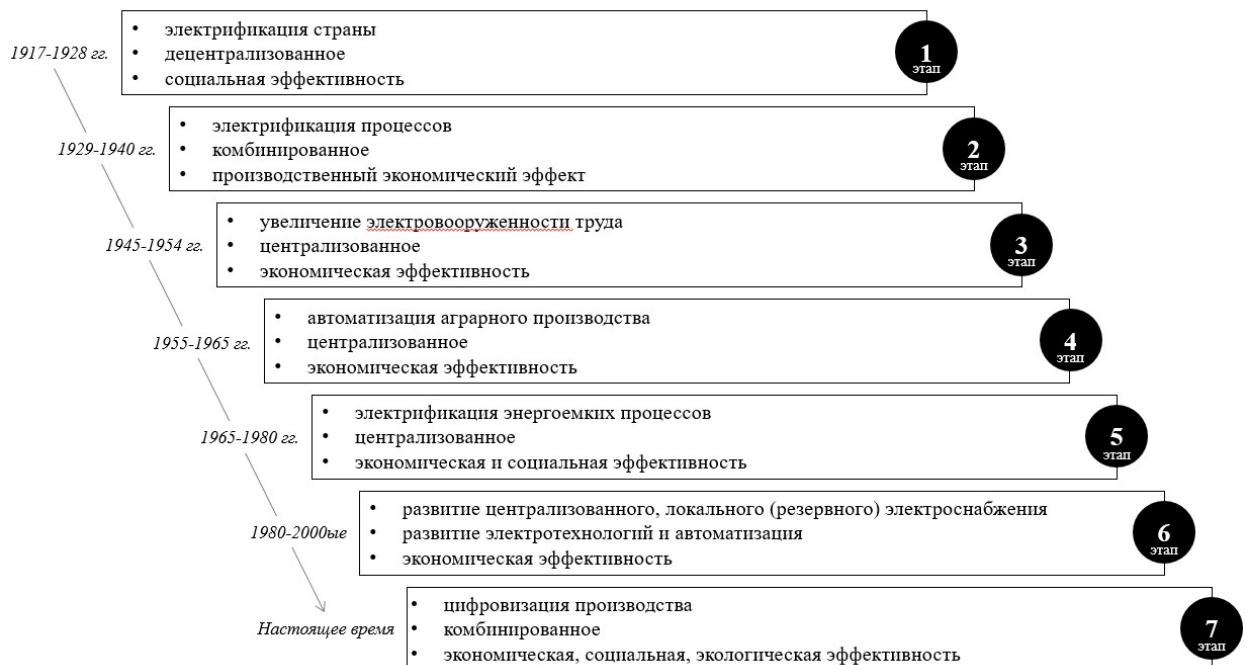 1917-1928 гг.
• электрификация страны
• децентрализованное
• социальная эффективность
1
этап
1929-1940 гг.
• электрификация процессов
• комбинированное
• производственный экономический эффект
2
этап
1945-1954 гг.
• увеличение электровооруженности труда
• централизованное
• экономическая эффективность
3
этап
1955-1965 гг.
• автоматизация аграрного производства
• централизованное
• экономическая эффективность
4
этап
1965-1980 гг.
• электрификация энергоемких процессов
• централизованное
• экономическая и социальная эффективность
5
этап
1980-2000ые
• развитие централизованного, локального (резервного) электроснабжения
• развитие электротехнологий и автоматизация
• экономическая эффективность
6
этап
Настоящее время
• цифровизация производства
• комбинированное
• экономическая, социальная, экологическая эффективность
7
этап